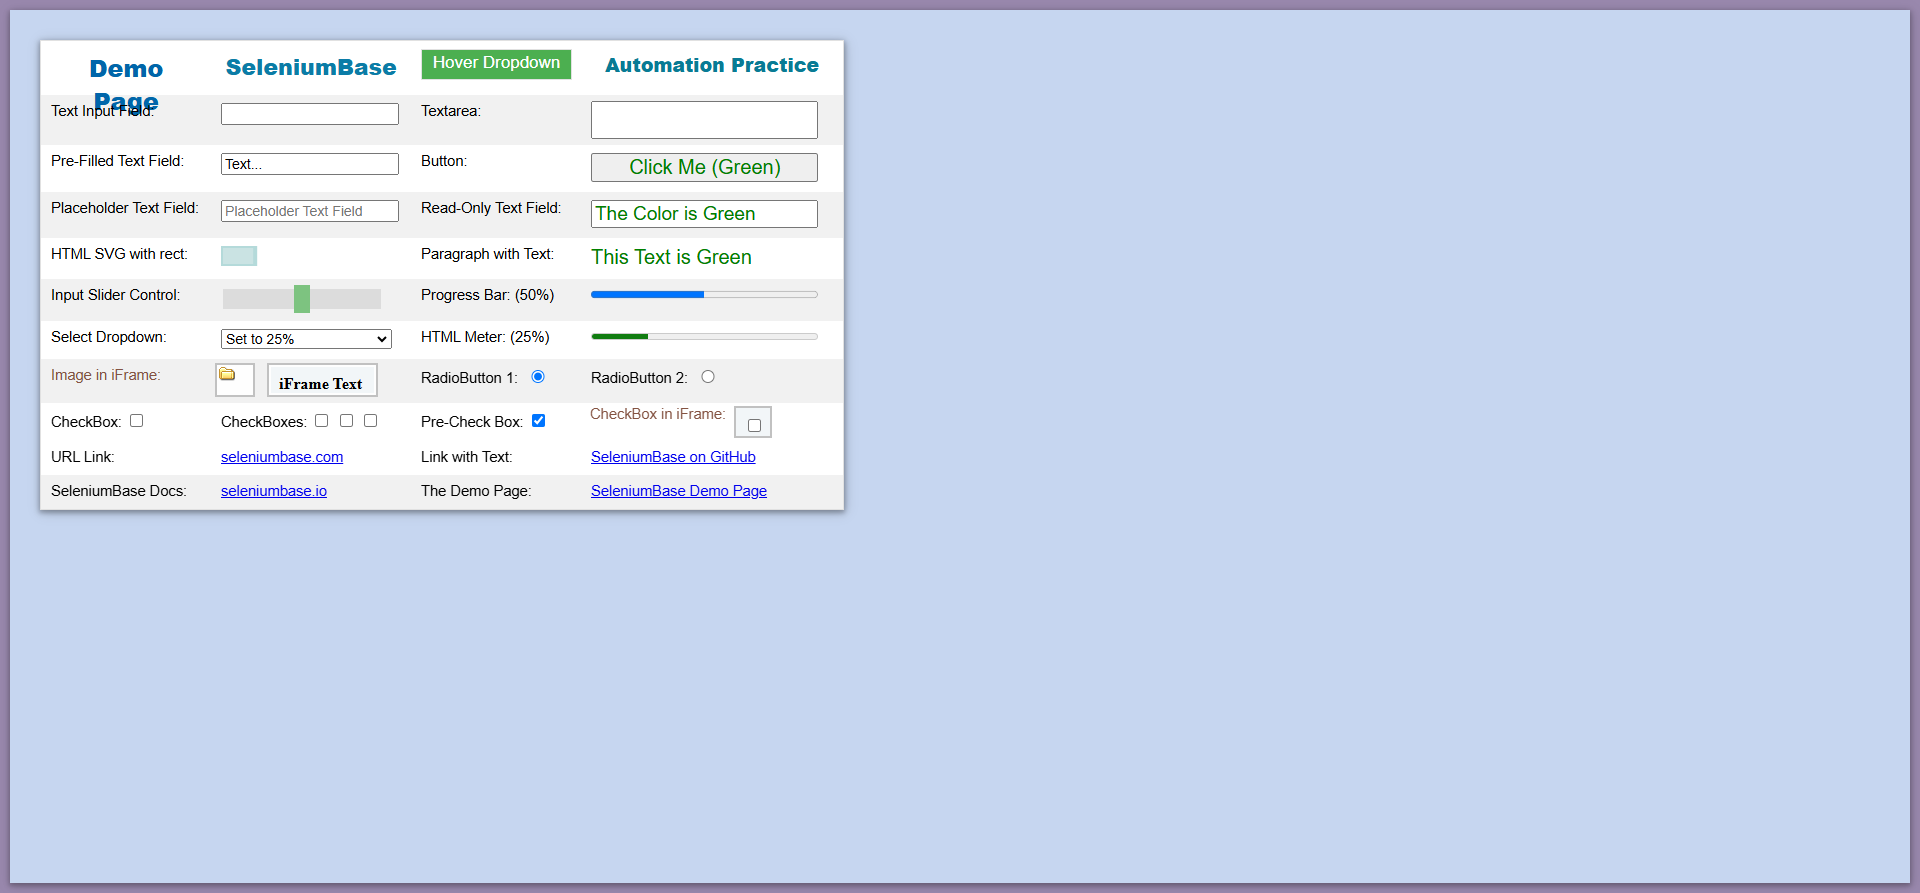 Demo Page
SeleniumBase
Hover Dropdown
Automation Practice
Text Input Field:
Textarea:
Pre-Filled Text Field:
Text...
Button:
Click Me (Green)
Placeholder Text Field:
Placeholder Text Field
Read-Only Text Field:
The Color is Green
HTML SVG with rect:
Paragraph with Text:
This Text is Green
Input Slider Control:
Progress Bar: (50%)
Select Dropdown:
Set to 25%
HTML Meter: (25%)
Image in iFrame:
iFrame Text
RadioButton 1:
RadioButton 2:
CheckBox:
CheckBoxes:
Pre-Check Box:
CheckBox in iFrame:
URL Link:
seleniumbase.com
Link with Text:
SeleniumBase on GitHub
SeleniumBase Docs:
seleniumbase.io
The Demo Page:
SeleniumBase Demo Page